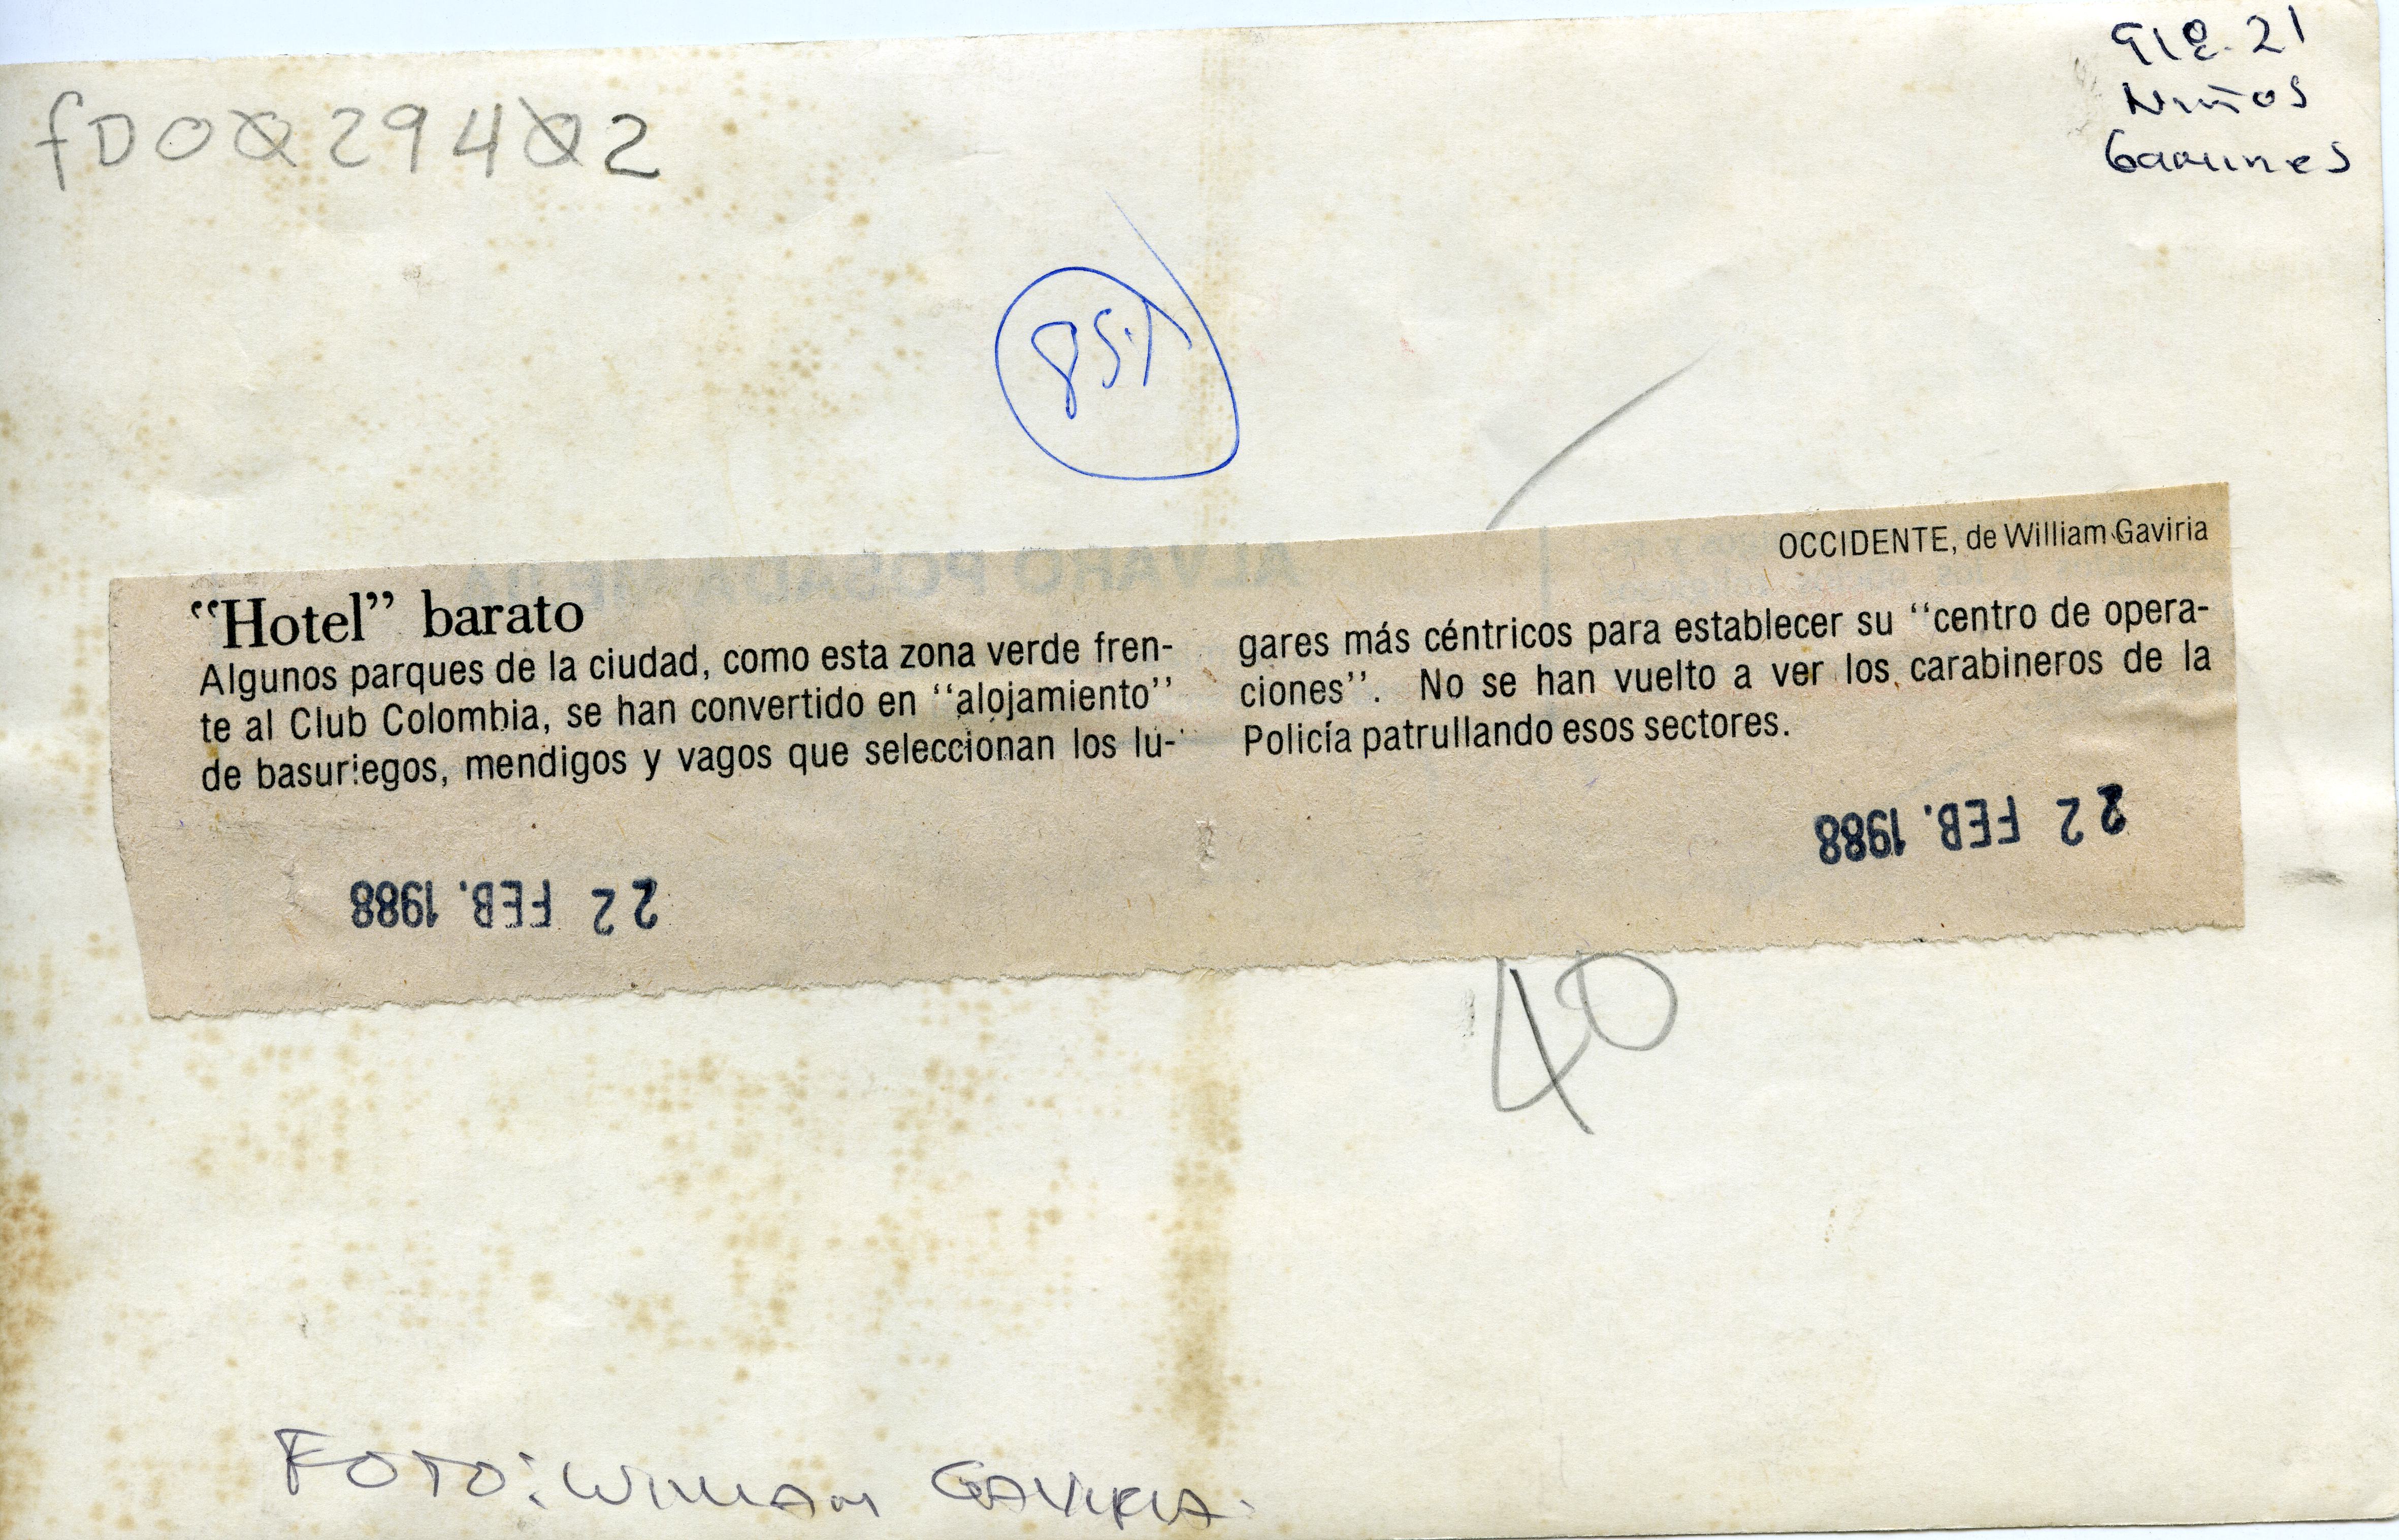 912.21
Niños
Gamines
fD0029402
85%
OCCIDENTE, de William Gaviria
“Hotel” barato
Algunos parques de la ciudad, como esta zona verde fren-
te al Club Colombia, se han convertido en “alojamiento”
de basuriegos, mendigos y vagos que seleccionan los lu-
gares más céntricos para establecer su “centro de opera-
ciones”. No se han vuelto a ver los carabineros de la
Policía patrullando esos sectores.
22 FEB. 1988
22 FEB. 1988
40
FOTO: WILLIAM GAVIRIA.